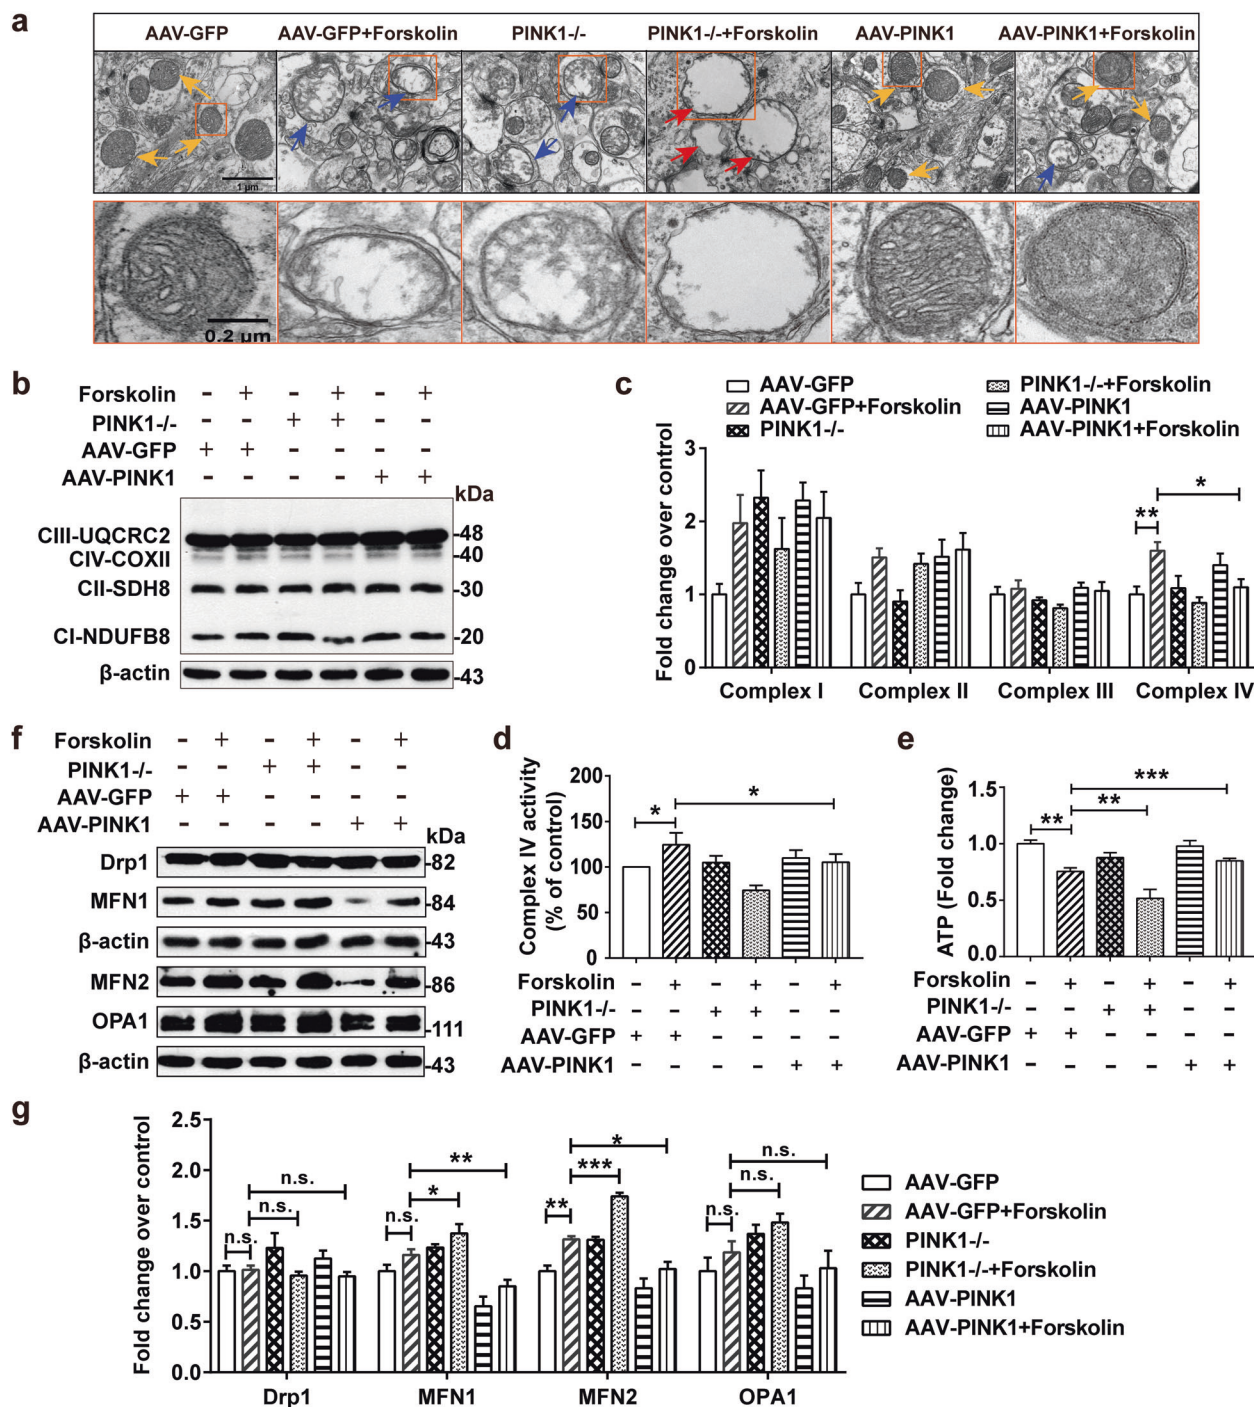 a
AAV-GFP AAV-GFP+Forskolin PINK1-/- PINK1-/-+Forskolin AAV-PINK1 AAV-PINK1+Forskolin
1 μm
0.2 μm
b
Forskolin - + - + - +
PINK1-/- - - + + - -
AAV-GFP + + - - - -
AAV-PINK1 - - - - + +
kDa
CIII-UQCRC2 -48
CIV-COXII -40
CII-SDH8 -30
CI-NDUFB8 -20
β-actin -43
c
AAV-GFP PINK1-/-+Forskolin
AAV-GFP+Forskolin AAV-PINK1
PINK1-/- AAV-PINK1+Forskolin
Fold change over control
3
2
1
0
** *
Complex I Complex II Complex III Complex IV
f
Forskolin - + - + - +
PINK1-/- - - + + - -
AAV-GFP + + - - - -
AAV-PINK1 - - - - + +
kDa
Drp1 -82
MFN1 -84
β-actin -43
MFN2 -86
OPA1 -111
β-actin -43
d
Complex IV activity
(% of control)
200
150
100
50
0
* *
Forskolin - + - + - +
PINK1-/- - - + + - -
AAV-GFP + + - - - -
AAV-PINK1 - - - - + +
e
ATP (Fold change)
1.5
1.0
0.5
0.0
** ** ***
Forskolin - + - + - +
PINK1-/- - - + + - -
AAV-GFP + + - - - -
AAV-PINK1 - - - - + +
g
Fold change over control
2.5
2.0
1.5
1.0
0.5
0.0
n.s. n.s. n.s.
n.s. * **
** *** *
n.s. n.s. n.s.
Drp1 MFN1 MFN2 OPA1
AAV-GFP
AAV-GFP+Forskolin
PINK1-/-
PINK1-/-+Forskolin
AAV-PINK1
AAV-PINK1+Forskolin